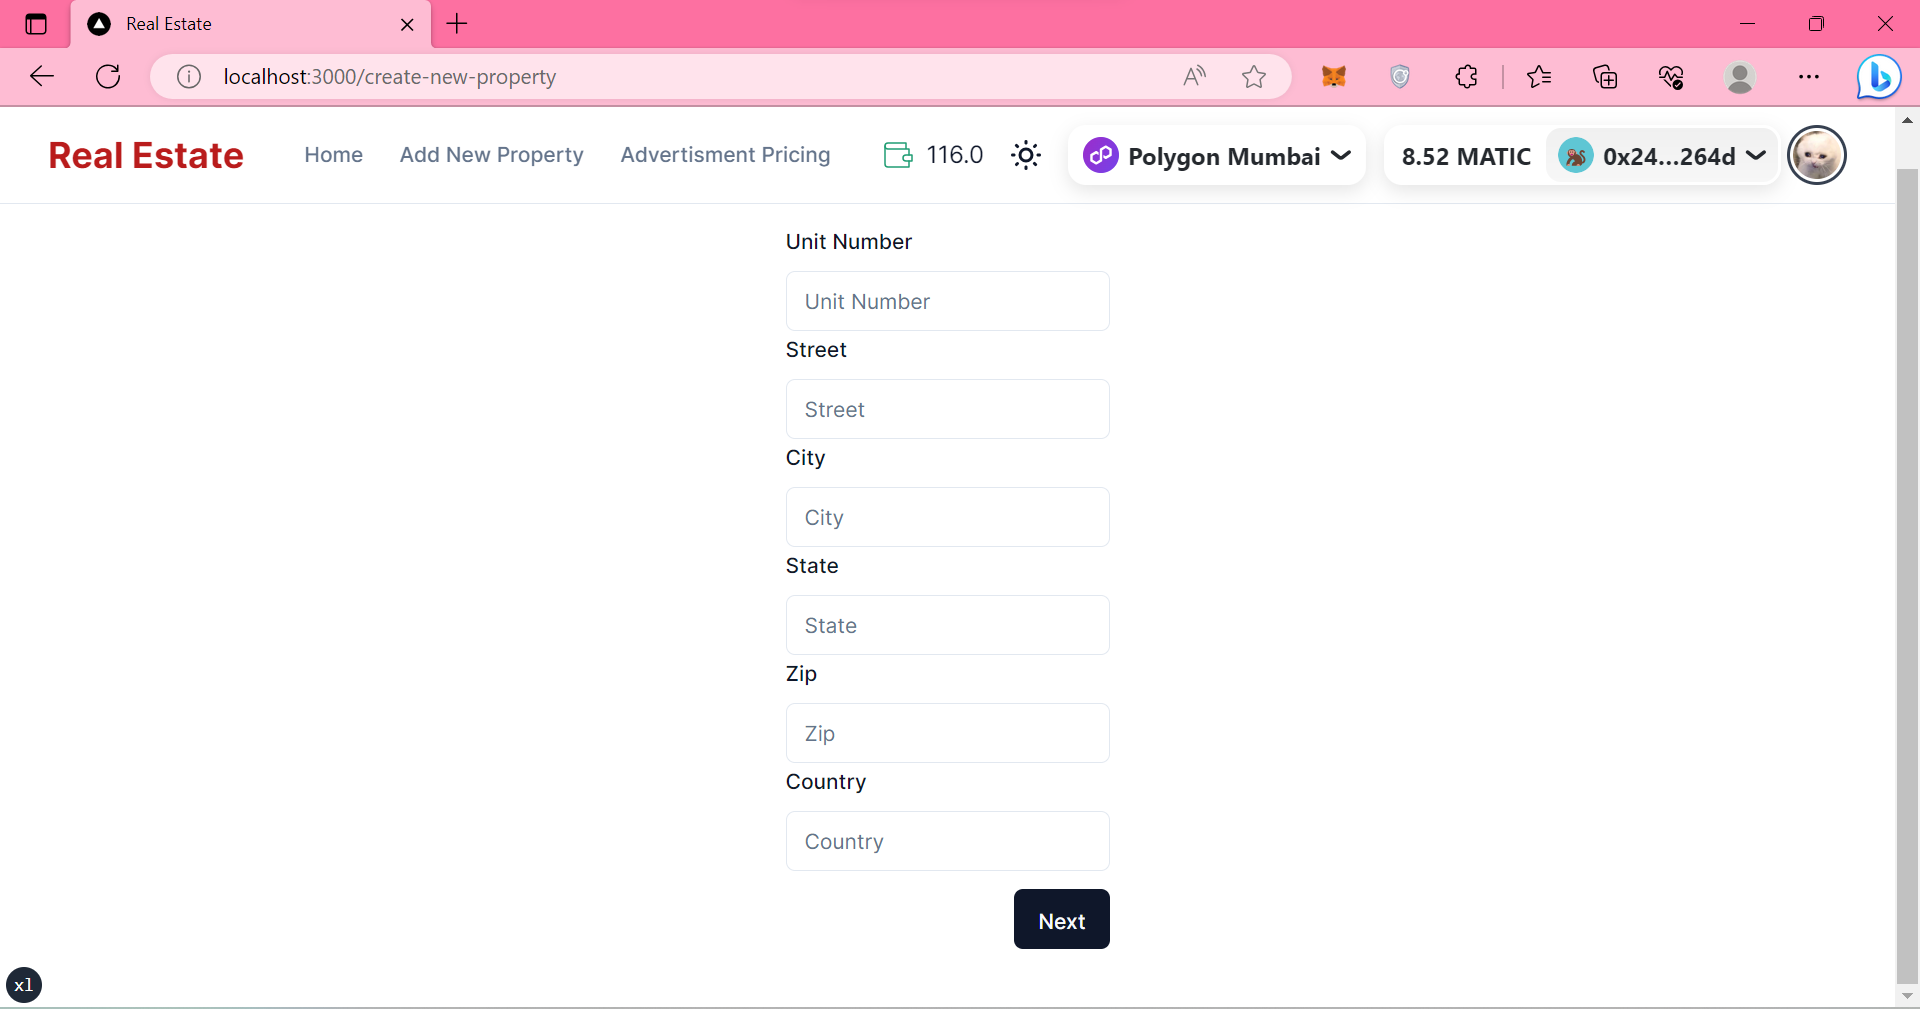 Real Estate
localhost:3000/create-new-property
Real Estate
Home
Add New Property
Advertisment Pricing
116.0
Polygon Mumbai
8.52 MATIC
0x24...264d
Unit Number
Unit Number
Street
Street
City
City
State
State
Zip
Zip
Country
Country
Next
xl